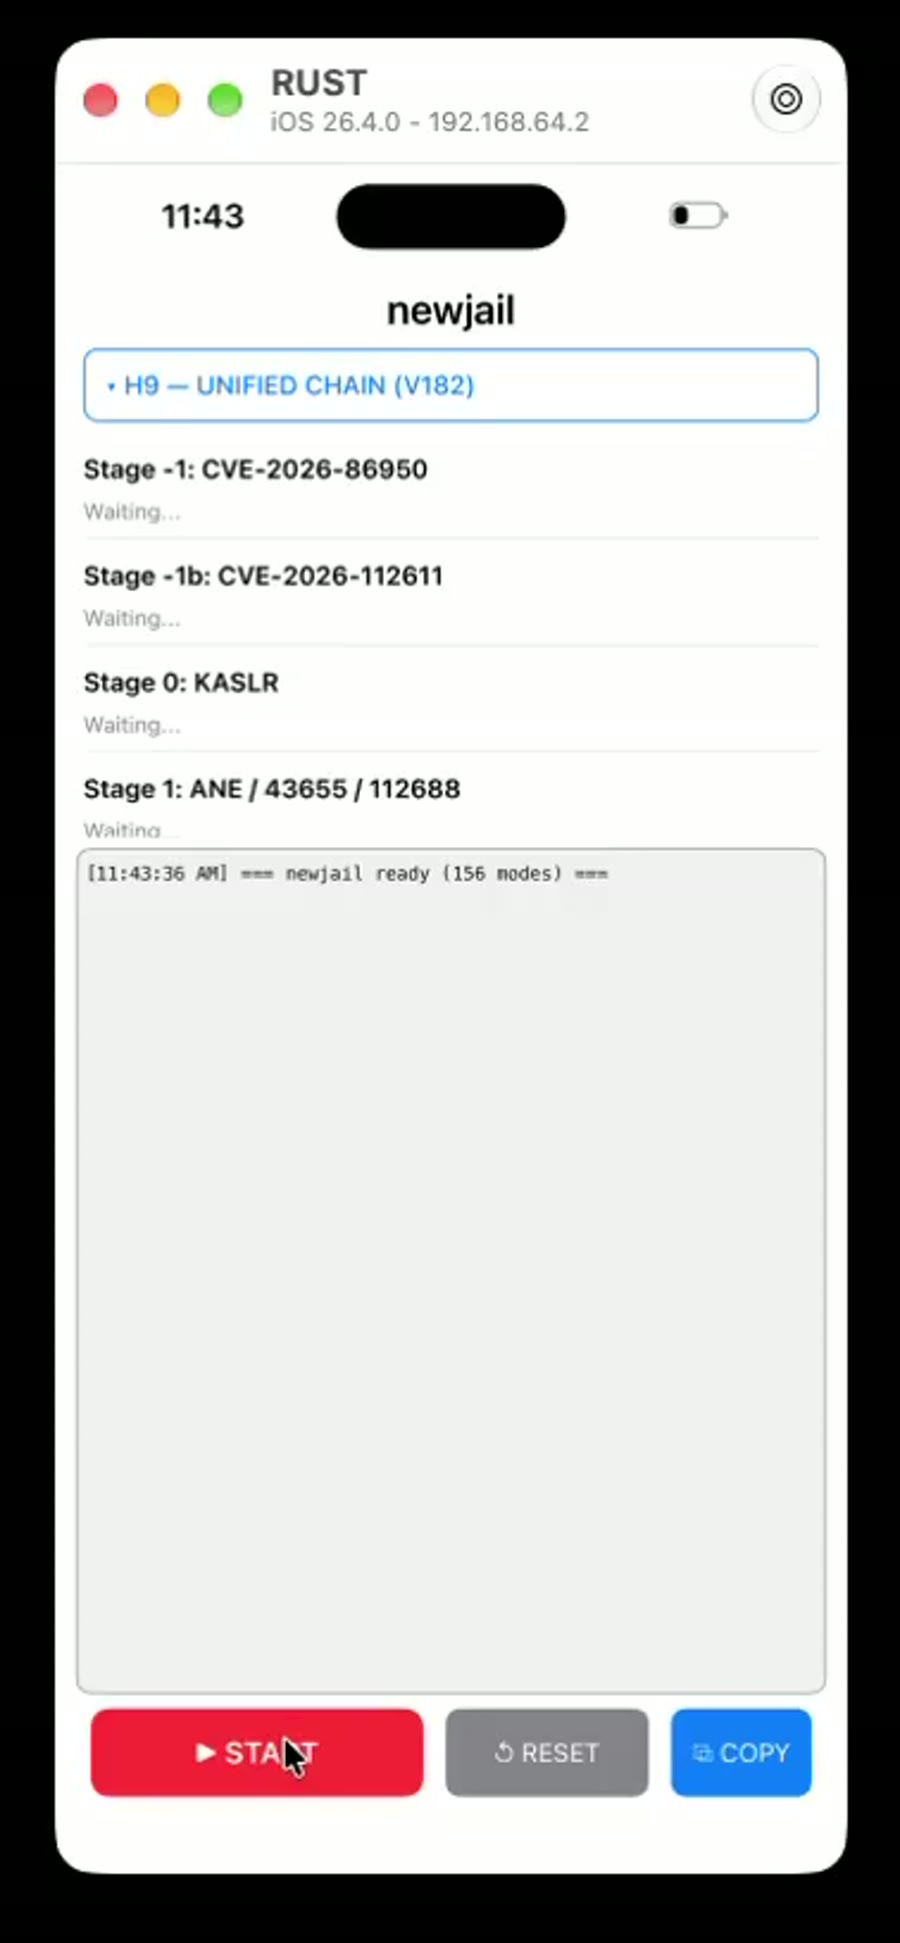 RUST
iOS 26.4.0 - 192.168.64.2
11:43
newjail
▾ H9 — UNIFIED CHAIN (V182)
Stage -1: CVE-2026-86950
Waiting...
Stage -1b: CVE-2026-112611
Waiting...
Stage 0: KASLR
Waiting...
Stage 1: ANE / 43655 / 112688
Waiting...
[11:43:36 AM] === newjail ready (156 modes) ===
▶ START
↺ RESET
COPY